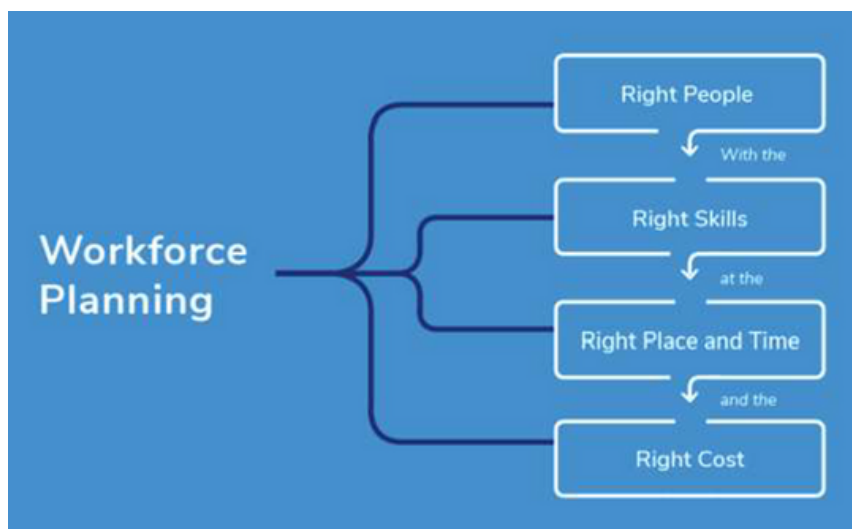 Workforce
Planning
Right People
With the
Right Skills
at the
Right Place and Time
and the
Right Cost